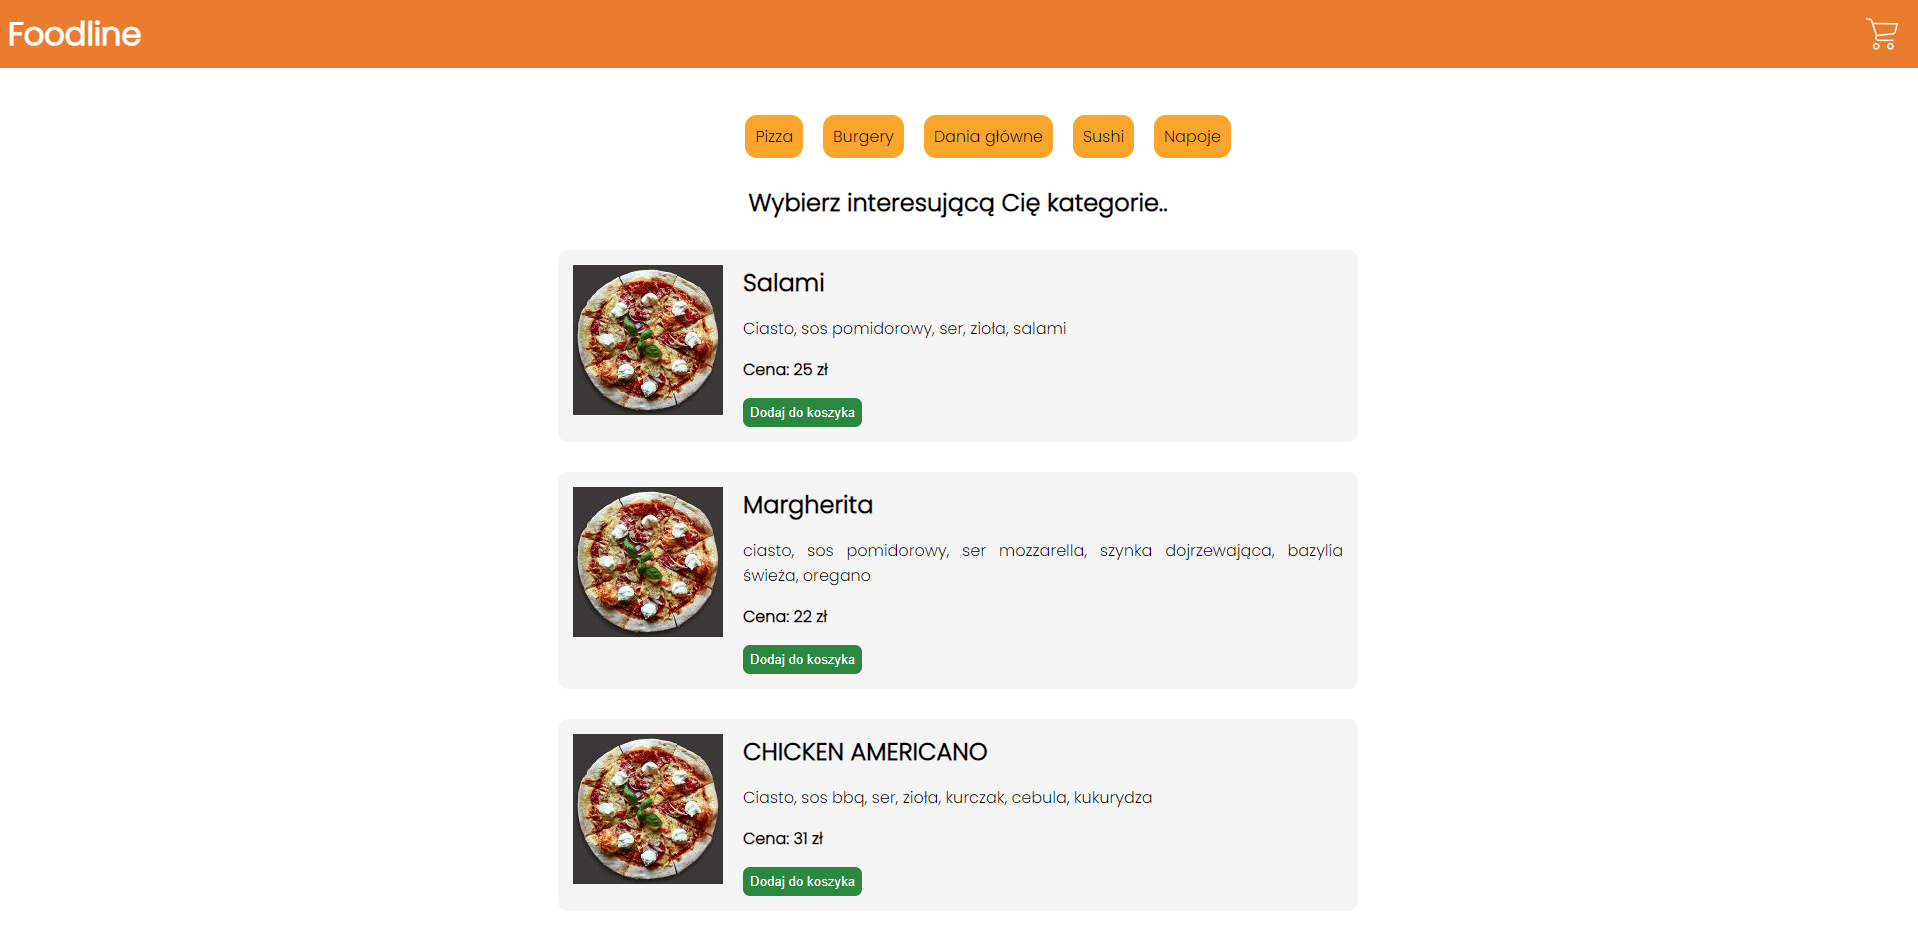 Foodline
Pizza Burgery Dania główne Sushi Napoje
Wybierz interesującą Cię kategorie..
Salami
Ciasto, sos pomidorowy, ser, zioła, salami
Cena: 25 zł
Dodaj do koszyka
Margherita
ciasto, sos pomidorowy, ser mozzarella, szynka dojrzewająca, bazylia
świeża, oregano
Cena: 22 zł
Dodaj do koszyka
CHICKEN AMERICANO
Ciasto, sos bbq, ser, zioła, kurczak, cebula, kukurydza
Cena: 31 zł
Dodaj do koszyka